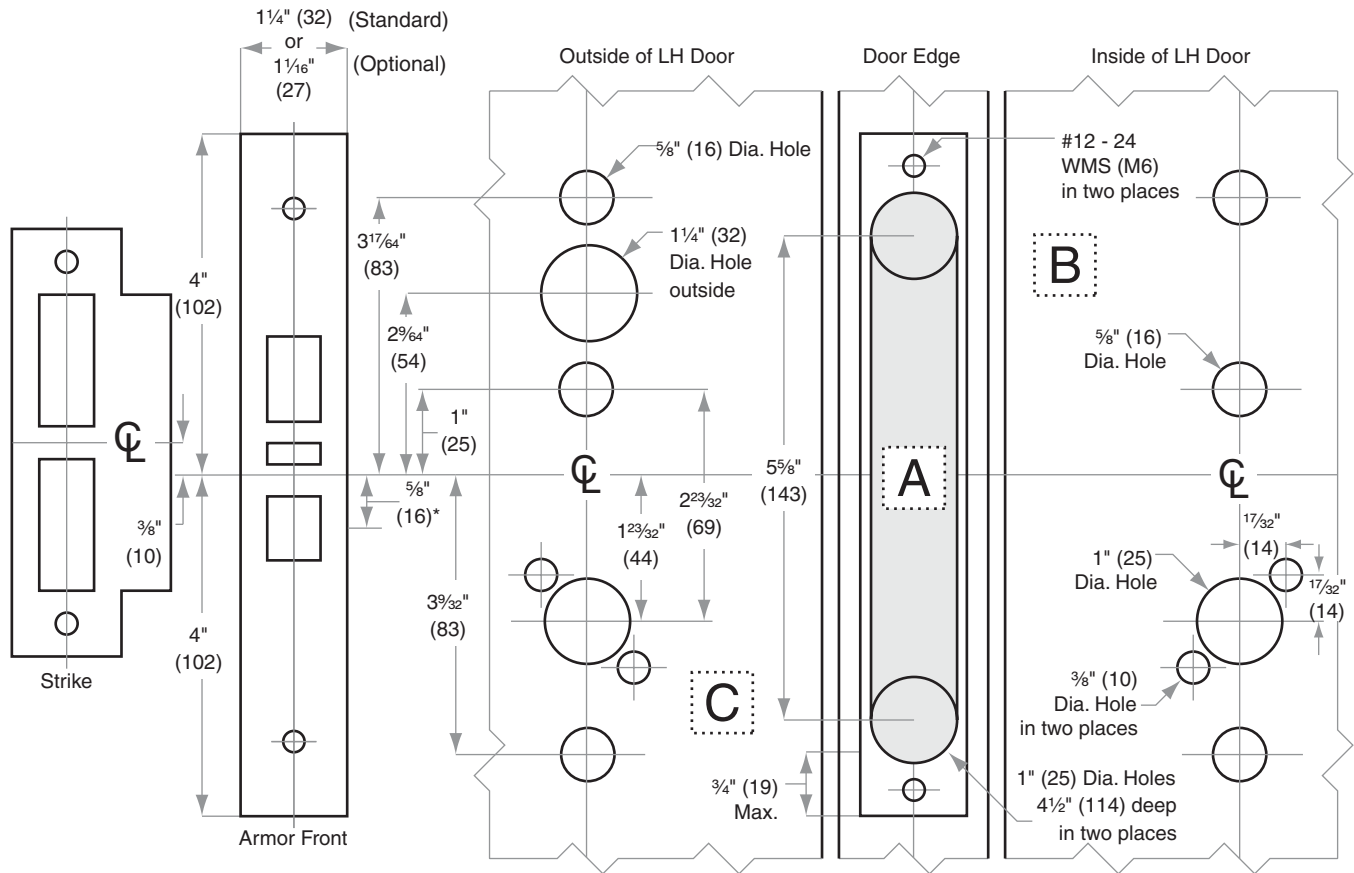 1¼" (32) (Standard)
or
1⅟₁₆" (Optional)
(27)
Outside of LH Door
Door Edge
Inside of LH Door
⅝" (16) Dia. Hole
#12 - 24
WMS (M6)
in two places
3¹⁷⁄₆₄"
(83)
1¼" (32)
Dia. Hole
outside
B
4"
(102)
2⁹⁄₆₄"
(54)
⅝" (16)
Dia. Hole
1"
(25)
℄
℄
A
℄
5⅝"
(143)
⅝"
(16)*
2²³⁄₃₂"
(69)
1²³⁄₃₂"
(44)
⅜"
(10)
¹⁷⁄₃₂"
(14)
1" (25)
Dia. Hole
¹⁷⁄₃₂"
(14)
3⁹⁄₃₂"
(83)
4"
(102)
Strike
C
⅜" (10)
Dia. Hole
in two places
¾" (19)
Max.
1" (25) Dia. Holes
4½" (114) deep
in two places
Armor Front